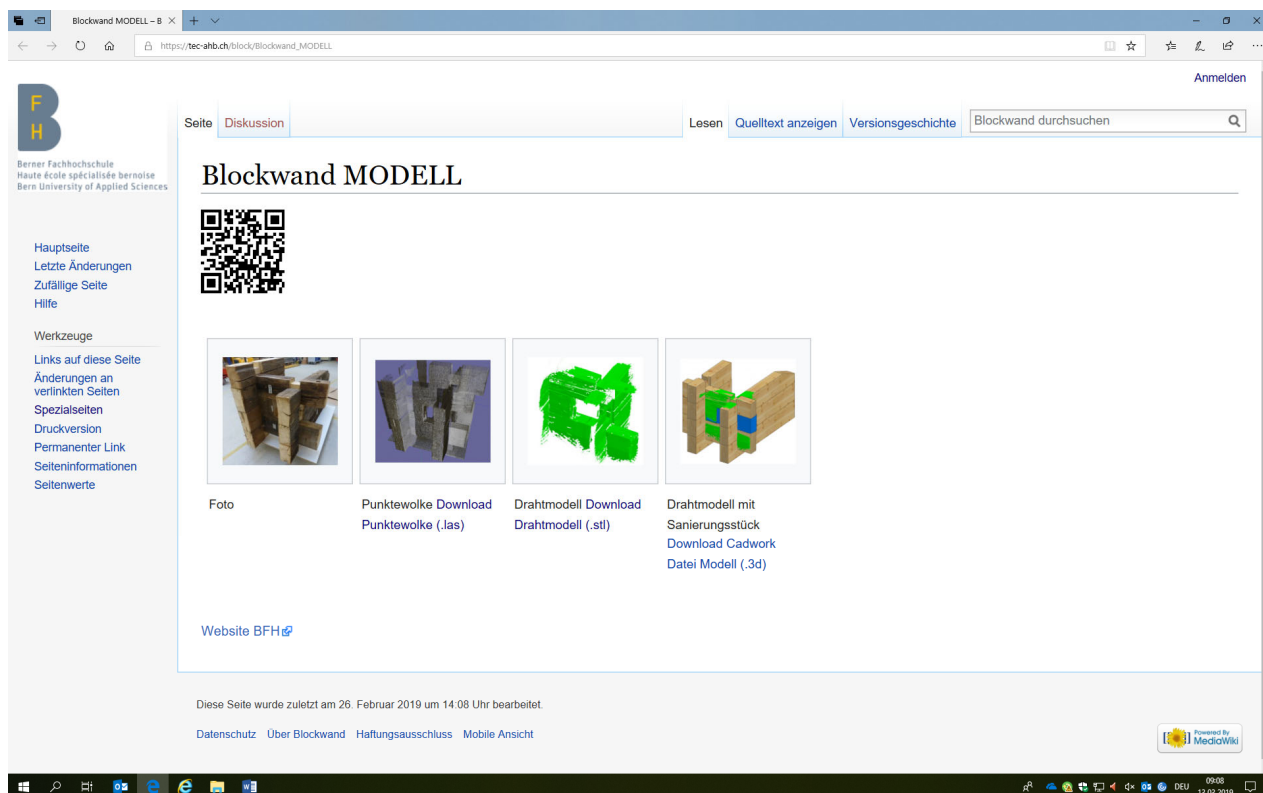 Blockwand MODELL – B
https://tec-ahb.ch/block/Blockwand_MODELL
Anmelden
B
F
H
Berner Fachhochschule
Haute école spécialisée bernoise
Bern University of Applied Sciences
Seite Diskussion
Lesen Quelltext anzeigen Versionsgeschichte
Blockwand durchsuchen
Blockwand MODELL
Hauptseite
Letzte Änderungen
Zufällige Seite
Hilfe
Werkzeuge
Links auf diese Seite
Änderungen an
verlinkten Seiten
Spezialseiten
Druckversion
Permanenter Link
Seiteninformationen
Seitenwerte
Foto
Punktewolke Download
Punktewolke (.las)
Drahtmodell Download
Drahtmodell (.stl)
Drahtmodell mit
Sanierungsstück
Download Cadwork
Datei Modell (.3d)
Website BFH
Diese Seite wurde zuletzt am 26. Februar 2019 um 14:08 Uhr bearbeitet.
Datenschutz Über Blockwand Haftungsausschluss Mobile Ansicht
Powered By
MediaWiki
DEU
09:08
13.03.2019